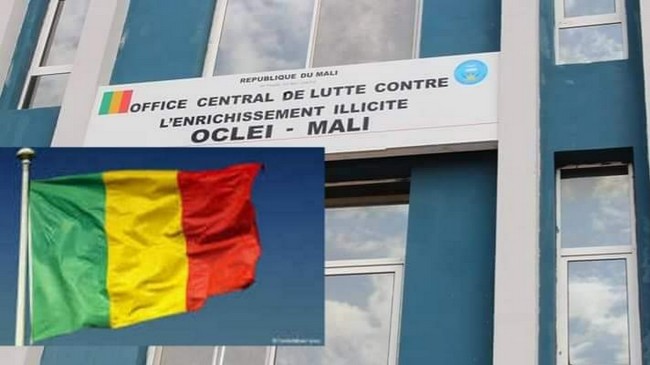 REPUBLIQUE DU MALI
OFFICE CENTRAL DE LUTTE CONTRE
L'ENRICHISSEMENT ILLICITE
OCLEI - MALI